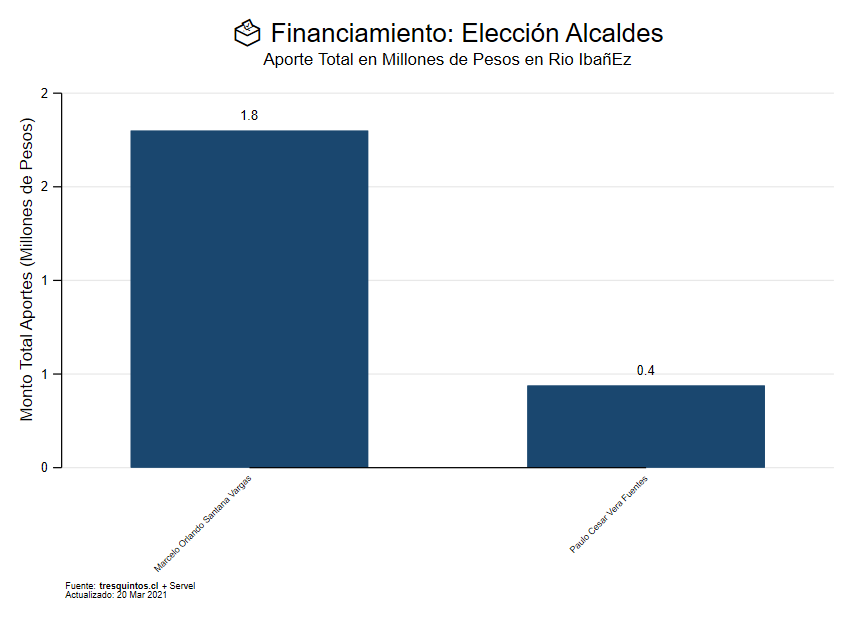 Financiamiento: Elección Alcaldes
Aporte Total en Millones de Pesos en Rio IbañEz
Monto Total Aportes (Millones de Pesos)
2
2
1
1
0
1.8
0.4
Marcelo Orlando Santana Vargas
Paulo Cesar Vera Fuentes
Fuente: tresquintos.cl + Servel
Actualizado: 20 Mar 2021